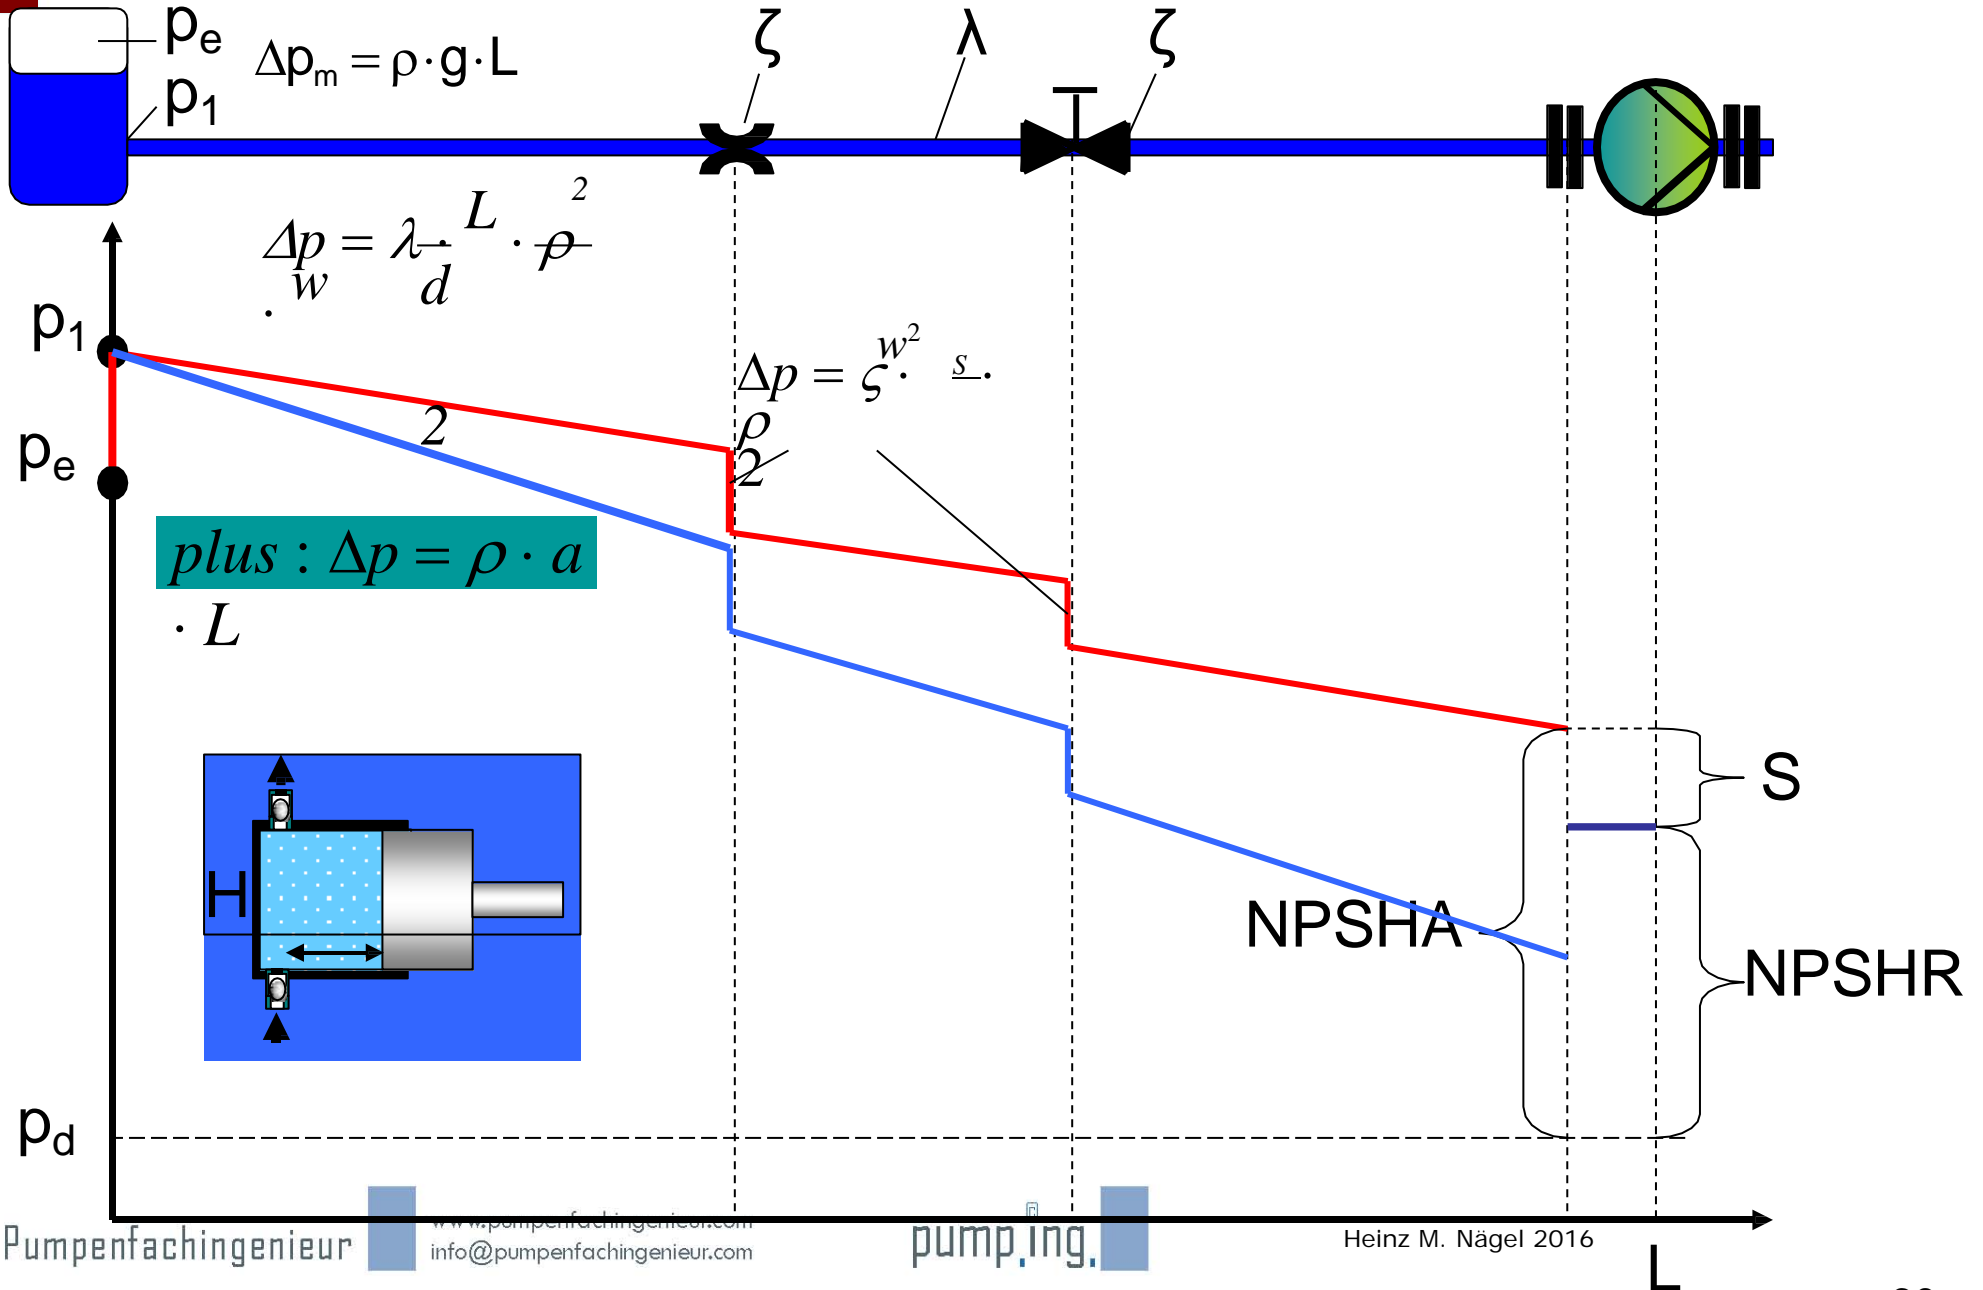 pₑ
Δpₘ = ρ·g·L
p₁
ζ
λ
ζ
Δp = λ · L · ρ 2
w d
.
p₁
Δp = ζ · w² s ·
ρ
2
2
pₑ
plus : Δp = ρ · a
· L
H
S
NPSHA
NPSHR
p_d
Pumpenfachingenieur
www.pumpenfachingenieur.com
info@pumpenfachingenieur.com
pump.ing.
Heinz M. Nägel 2016
L